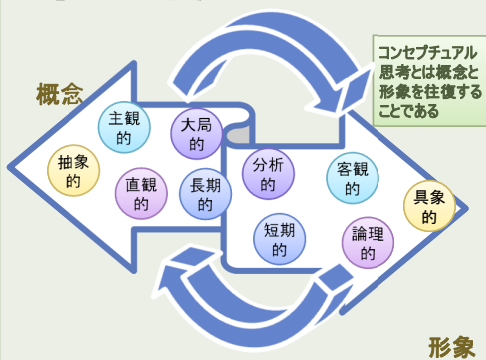 コンセプチュアル
思考とは概念と
形象を往復する
ことである
概念
主観
的
大局
的
抽象
的
直観
的
長期
的
分析
的
客観
的
具象
的
短期
的
論理
的
形象